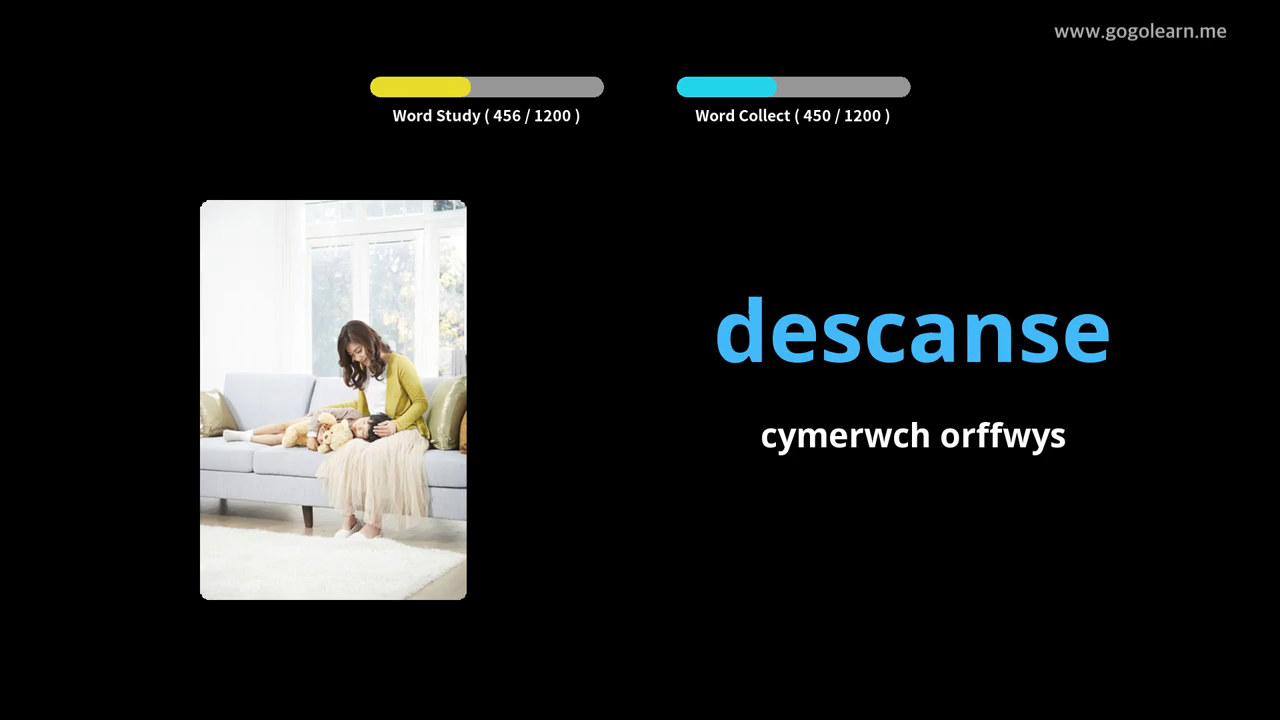 www.gogolearn.me
Word Study ( 456 / 1200 )
Word Collect ( 450 / 1200 )
descanse
cymerwch orffwys